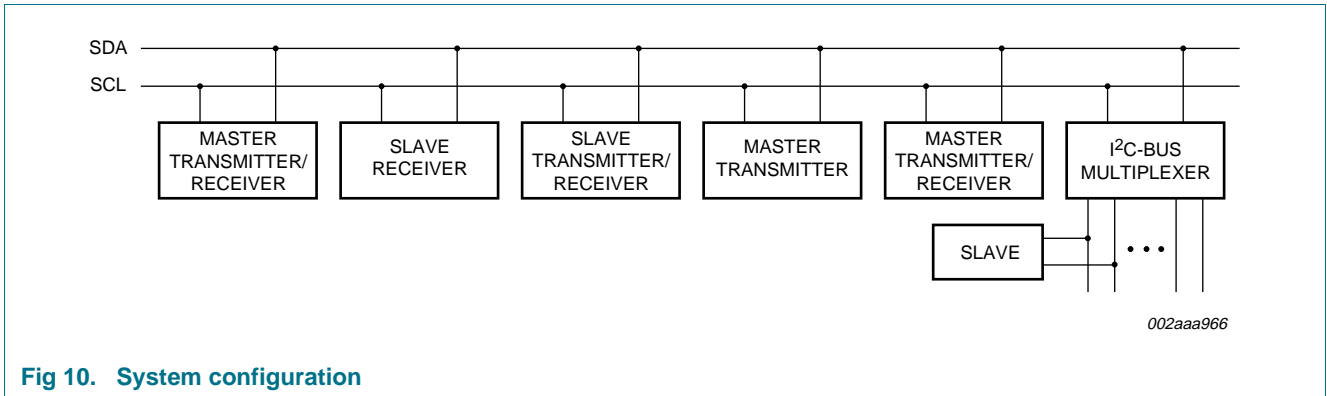 SDA
SCL
MASTER
TRANSMITTER/
RECEIVER
SLAVE
RECEIVER
SLAVE
TRANSMITTER/
RECEIVER
MASTER
TRANSMITTER
MASTER
TRANSMITTER/
RECEIVER
I²C-BUS
MULTIPLEXER
SLAVE
002aaa966
Fig 10. System configuration